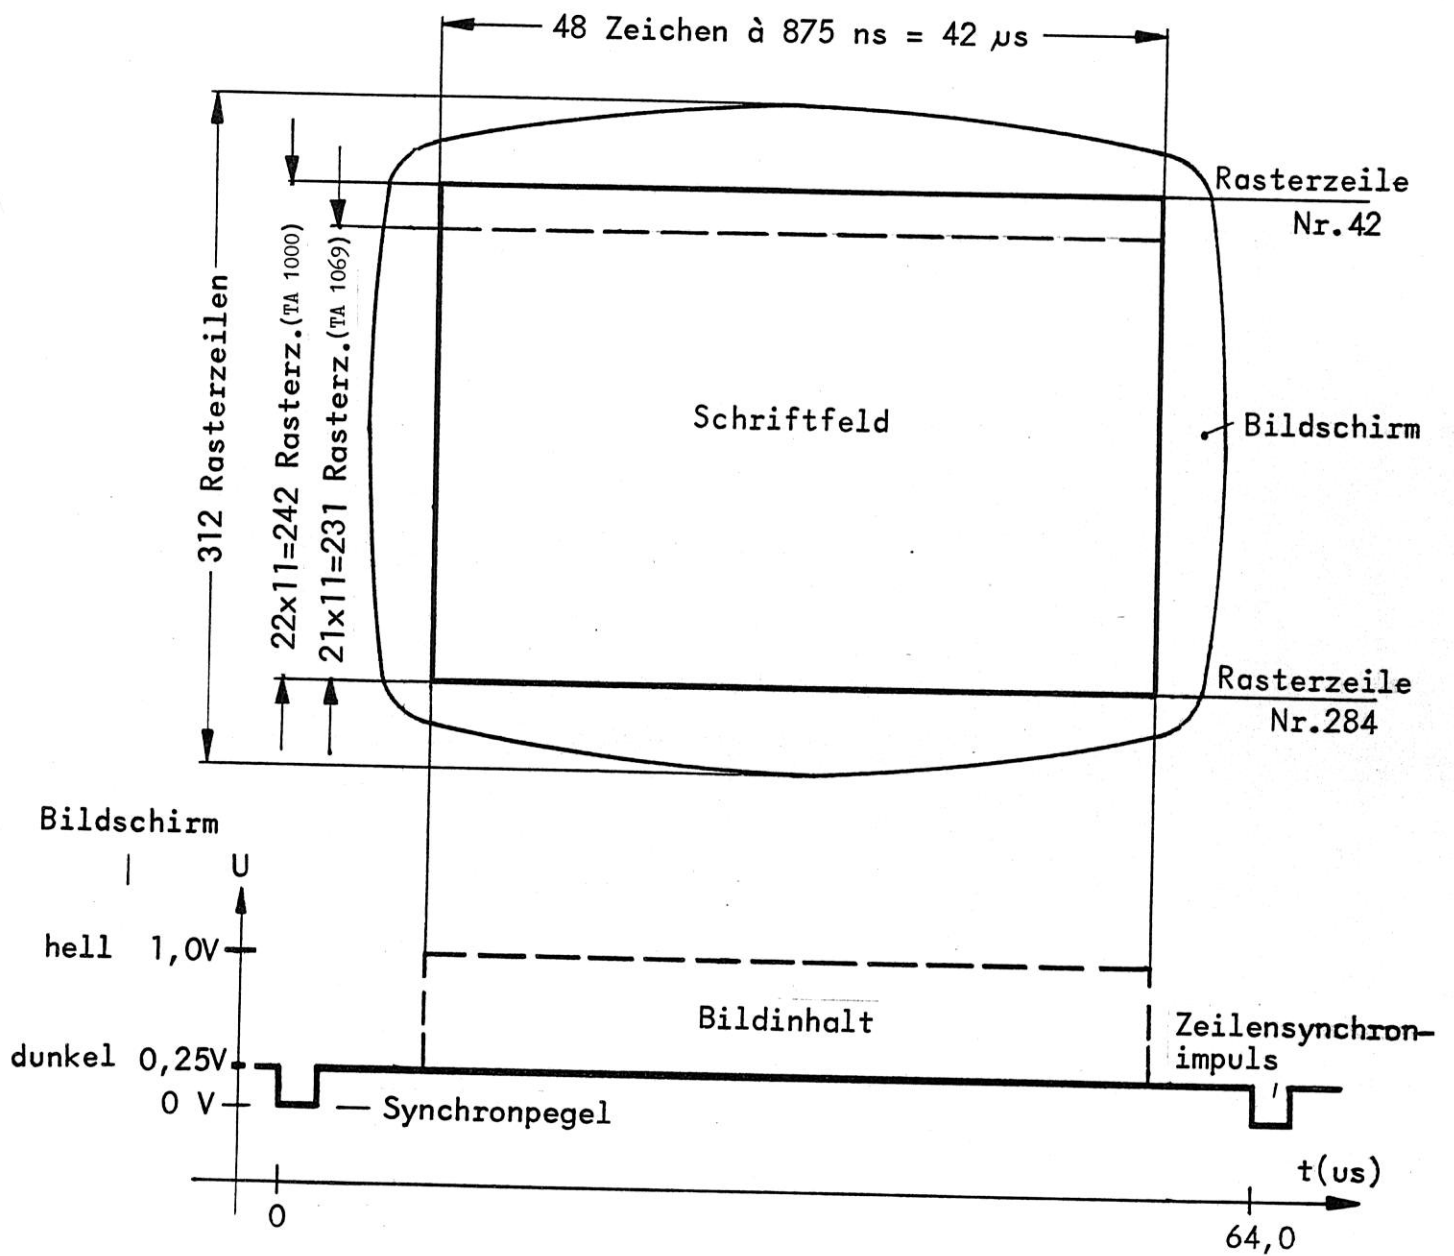 48 Zeichen à 875 ns = 42 µs
Rasterzeile
Nr.42
312 Rasterzeilen
22x11=242 Rasterz.(TA 1000)
21x11=231 Rasterz.(TA 1069)
Schriftfeld
Bildschirm
Rasterzeile
Nr.284
Bildschirm
U
hell 1,0V
Bildinhalt
Zeilensynchron-
impuls
dunkel 0,25V
0 V
Synchronpegel
t(us)
0
64,0